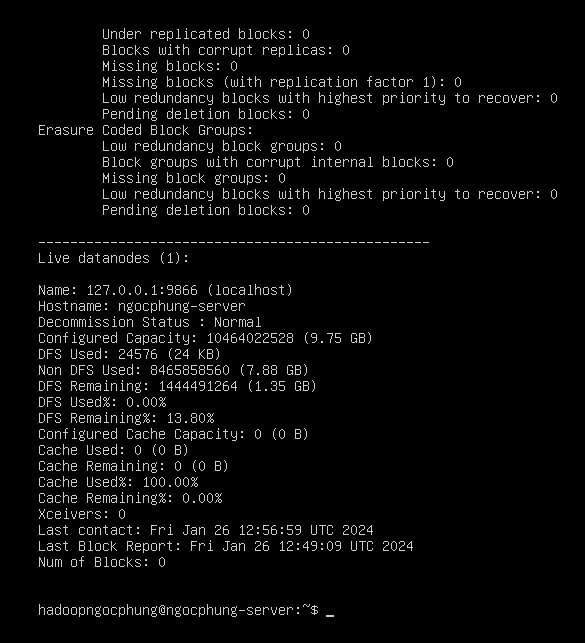 Under replicated blocks: 0
Blocks with corrupt replicas: 0
Missing blocks: 0
Missing blocks (with replication factor 1): 0
Low redundancy blocks with highest priority to recover: 0
Pending deletion blocks: 0
Erasure Coded Block Groups:
Low redundancy block groups: 0
Block groups with corrupt internal blocks: 0
Missing block groups: 0
Low redundancy blocks with highest priority to recover: 0
Pending deletion blocks: 0
-------------------------------------------------
Live datanodes (1):
Name: 127.0.0.1:9866 (localhost)
Hostname: ngocphung-server
Decommission Status : Normal
Configured Capacity: 10464022528 (9.75 GB)
DFS Used: 24576 (24 KB)
Non DFS Used: 8465858560 (7.88 GB)
DFS Remaining: 1444491264 (1.35 GB)
DFS Used%: 0.00%
DFS Remaining%: 13.80%
Configured Cache Capacity: 0 (0 B)
Cache Used: 0 (0 B)
Cache Remaining: 0 (0 B)
Cache Used%: 100.00%
Cache Remaining%: 0.00%
Xceivers: 0
Last contact: Fri Jan 26 12:56:59 UTC 2024
Last Block Report: Fri Jan 26 12:49:09 UTC 2024
Num of Blocks: 0
hadoopngocphung@ngocphung-server:~$ _